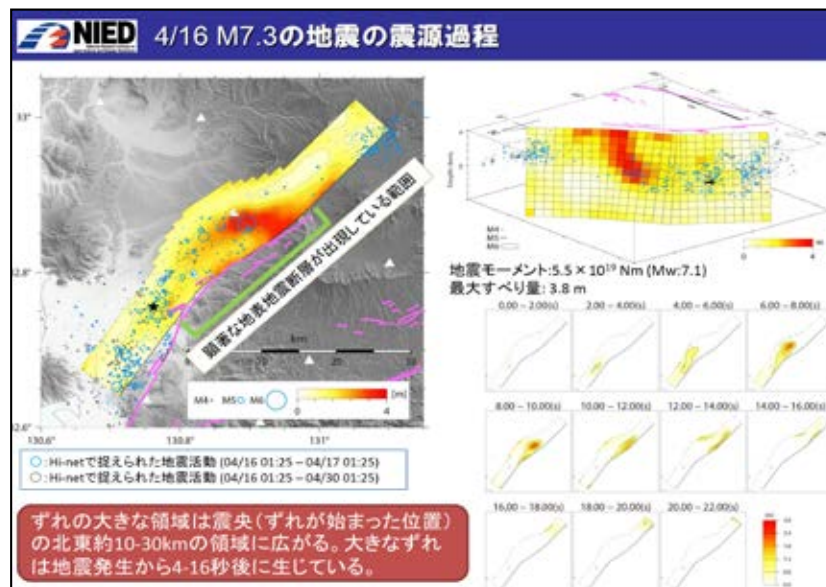 NIED 4/16 M7.3の地震の震源過程
33°
32.8°
32.6°
130.6°
130.8°
131°
顕著な地表地震断層が出現している範囲
km
M4 M5 M6
[m]
0 4
○:Hi-netで捉えられた地震活動 (04/16 01:25 – 04/17 01:25)
○:Hi-netで捉えられた地震活動 (04/16 01:25 – 04/30 01:25)
ずれの大きな領域は震央(ずれが始まった位置)
の北東約10-30kmの領域に広がる。大きなずれ
は地震発生から4-16秒後に生じている。
M4
M5
M6
地震モーメント:5.5 × 10¹⁹ Nm (Mw:7.1)
最大すべり量: 3.8 m
0.00 – 2.00(s) 2.00 – 4.00(s) 4.00 – 6.00(s) 6.00 – 8.00(s)
8.00 – 10.00(s) 10.00 – 12.00(s) 12.00 – 14.00(s) 14.00 – 16.00(s)
16.00 – 18.00(s) 18.00 – 20.00(s) 20.00 – 22.00(s)